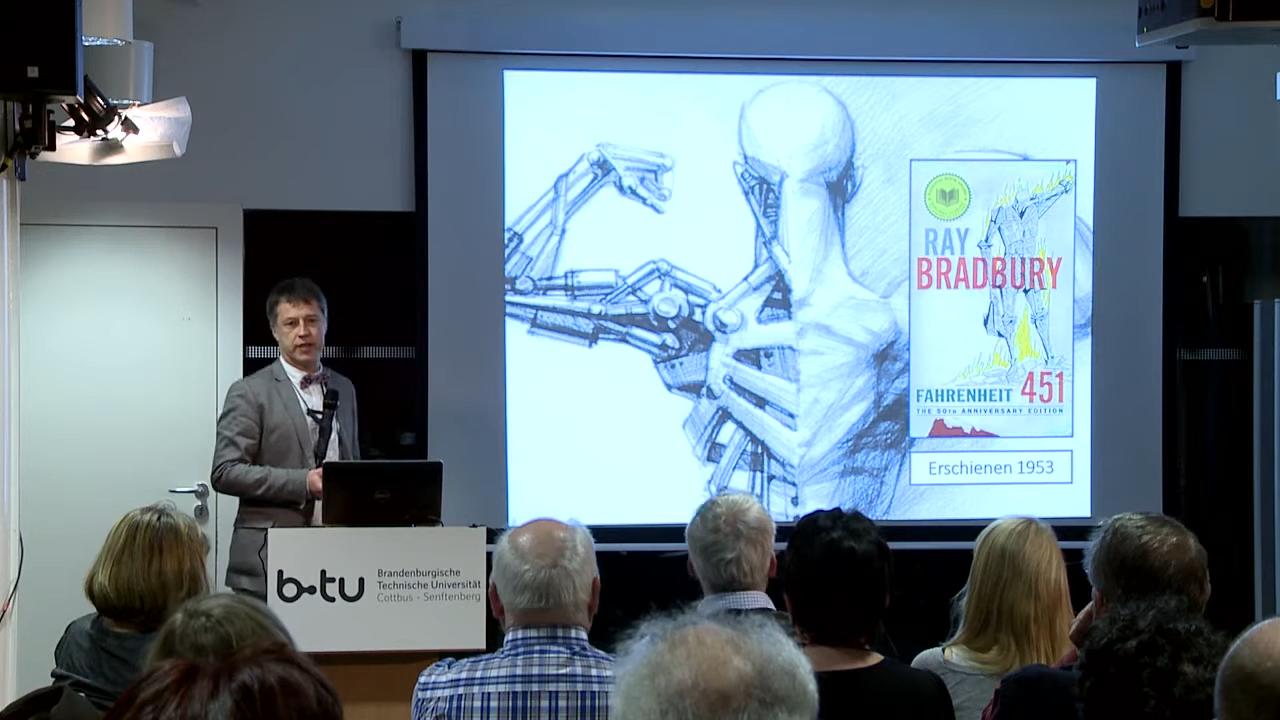 RAY
BRADBURY
FAHRENHEIT 451
THE 50TH ANNIVERSARY EDITION
Erschienen 1953
b-tu
Brandenburgische
Technische Universität
Cottbus - Senftenberg